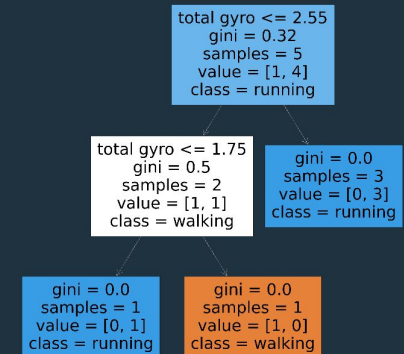 total gyro <= 2.55
gini = 0.32
samples = 5
value = [1, 4]
class = running
total gyro <= 1.75
gini = 0.5
samples = 2
value = [1, 1]
class = walking
gini = 0.0
samples = 3
value = [0, 3]
class = running
gini = 0.0
samples = 1
value = [0, 1]
class = running
gini = 0.0
samples = 1
value = [1, 0]
class = walking